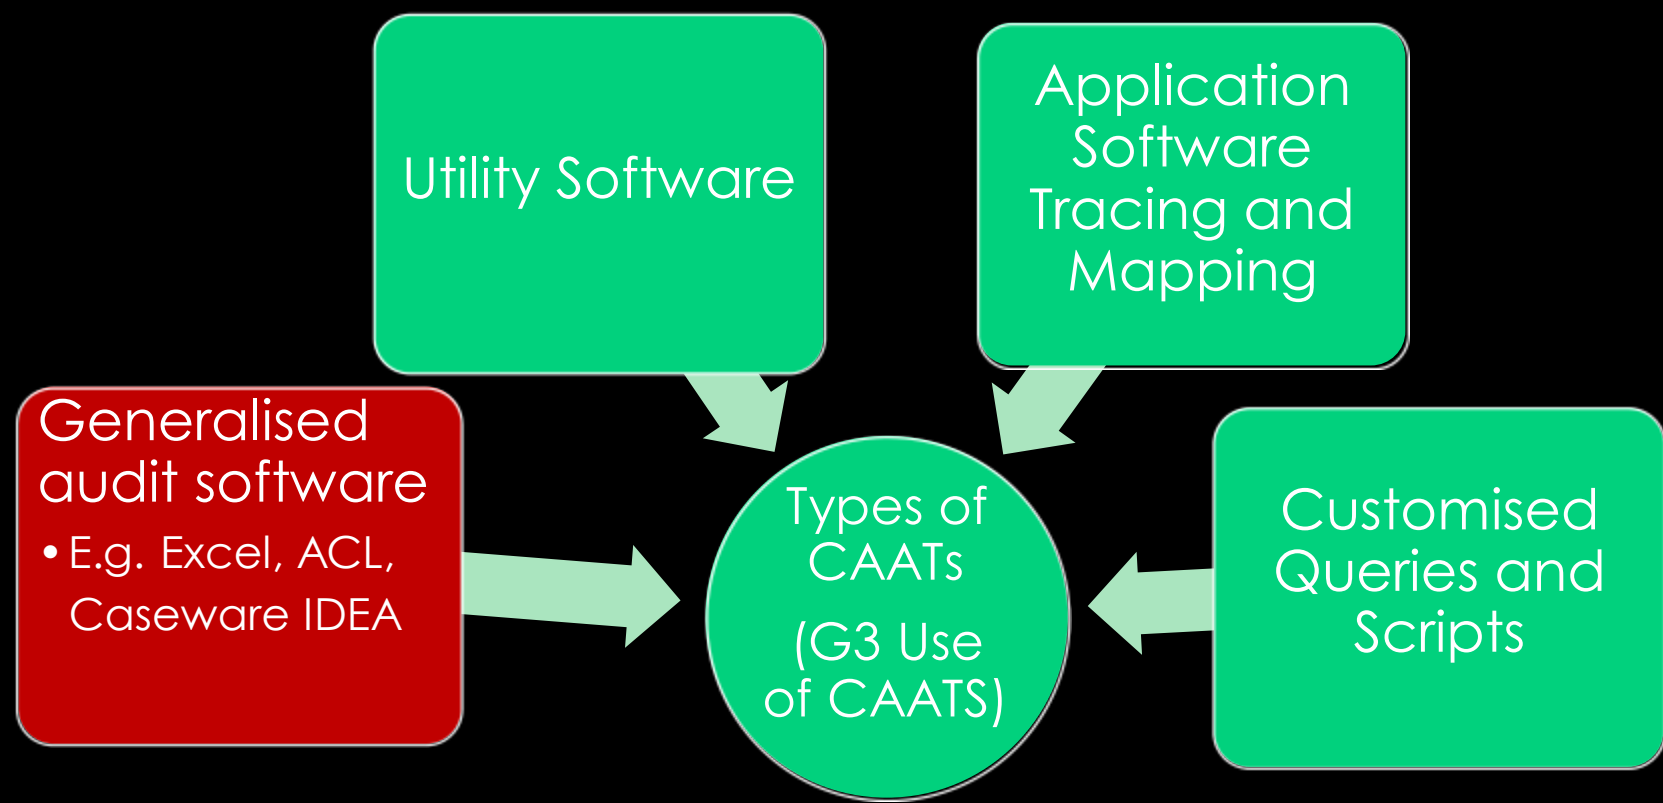 Utility Software
Application
Software
Tracing and
Mapping
Generalised
audit software
• E.g. Excel, ACL,
Caseware IDEA
Types of
CAATs
(G3 Use
of CAATS)
Customised
Queries and
Scripts